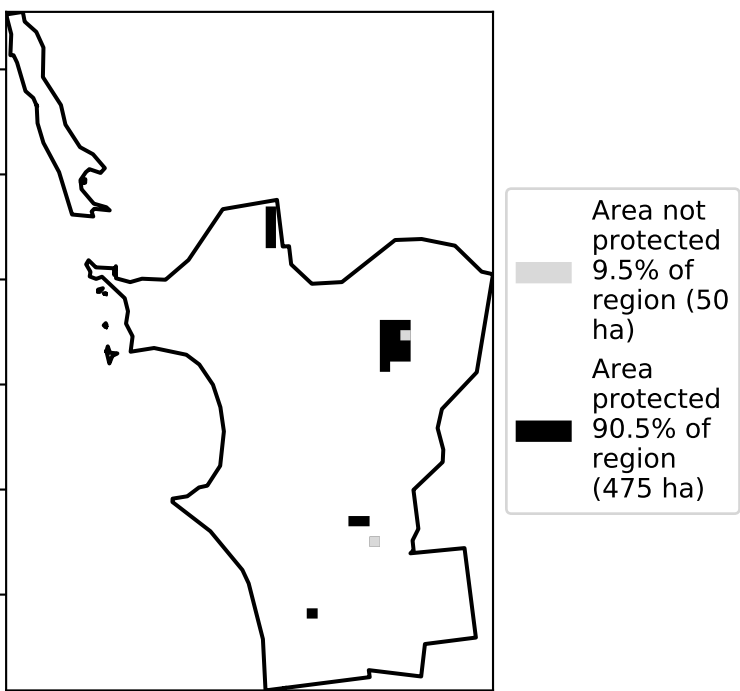 Area not
protected
9.5% of
region (50
ha)
Area
protected
90.5% of
region
(475 ha)